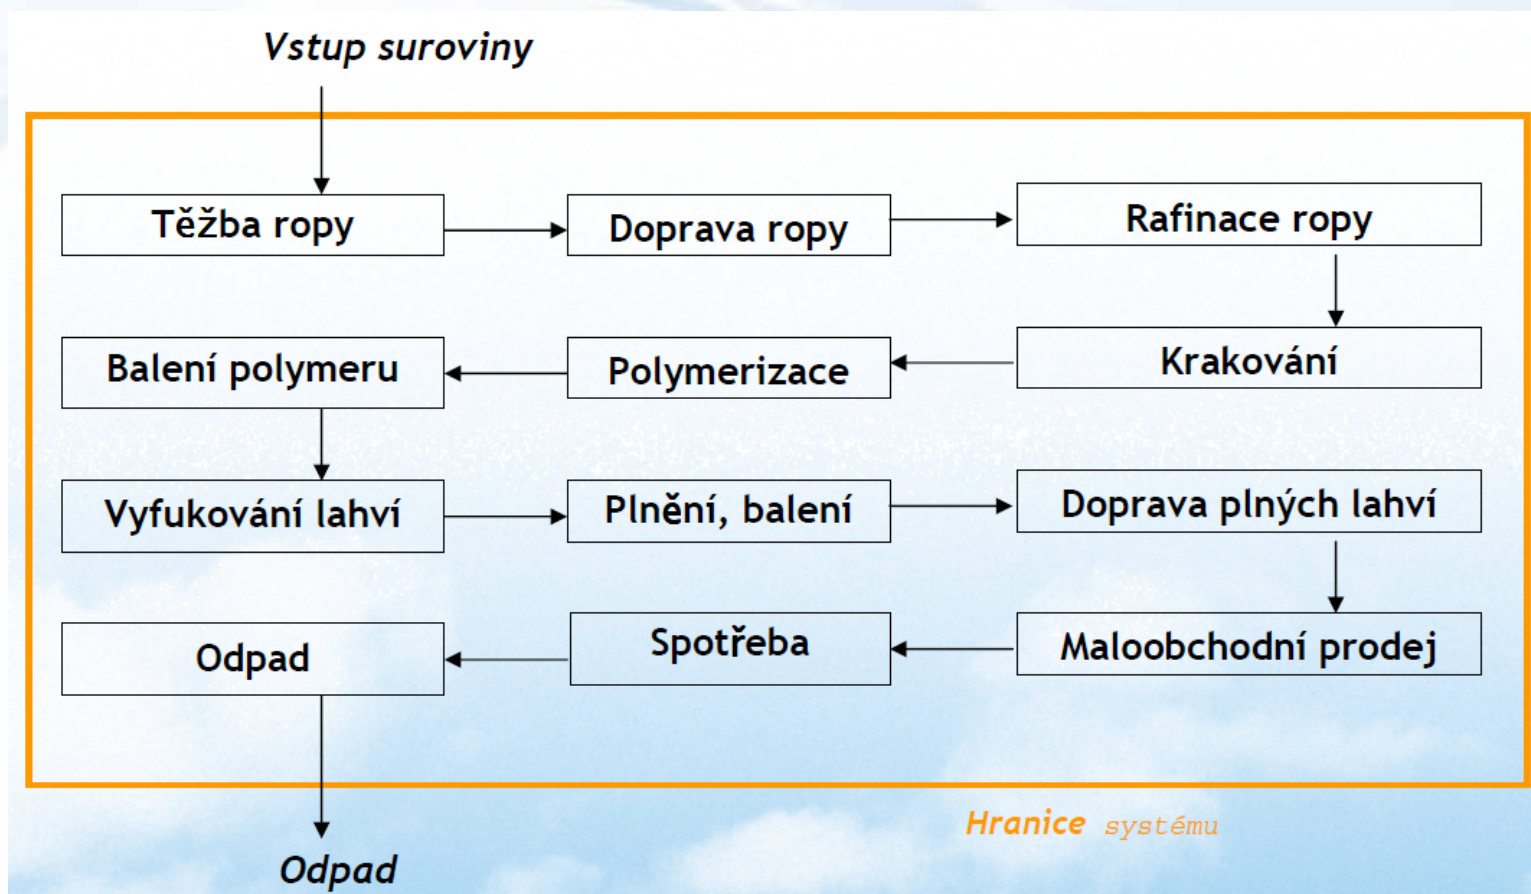 Vstup suroviny
Těžba ropy
Doprava ropy
Rafinace ropy
Balení polymeru
Polymerizace
Krakování
Vyfukování lahví
Plnění, balení
Doprava plných lahví
Odpad
Spotřeba
Maloobchodní prodej
Hranice systému
Odpad